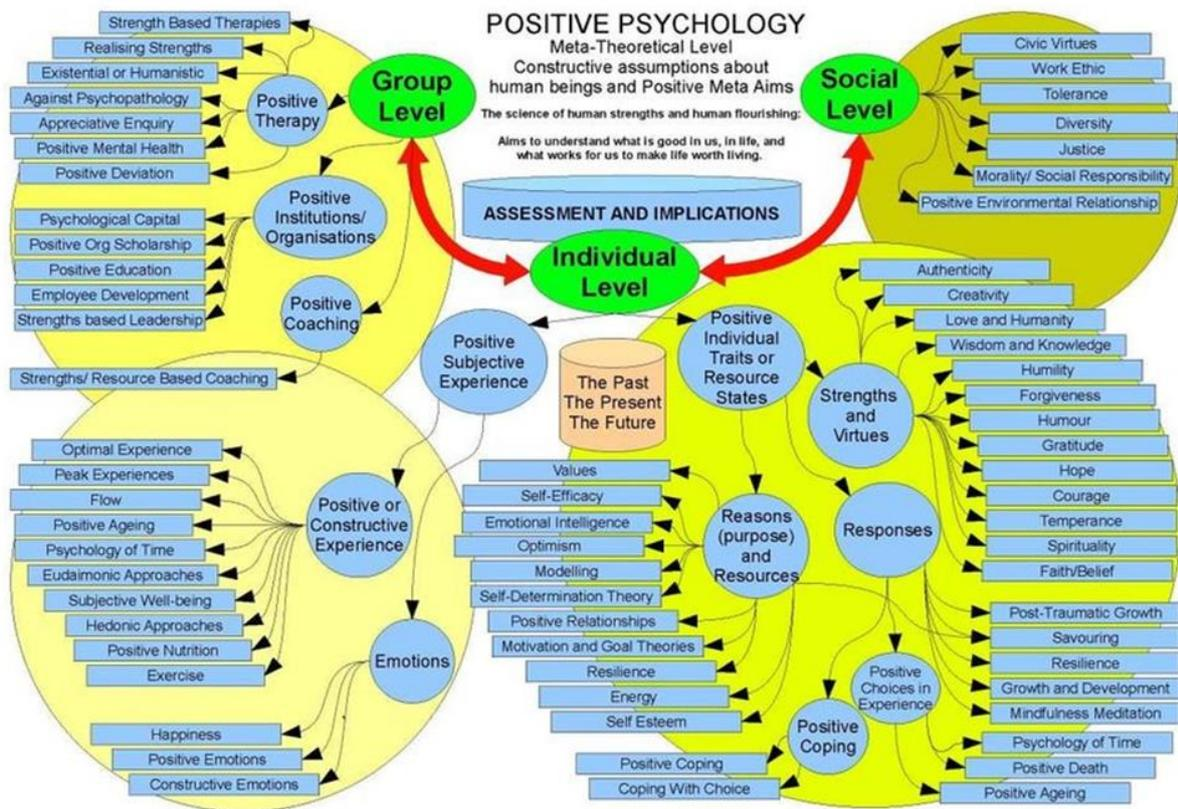 POSITIVE PSYCHOLOGY
Meta-Theoretical Level
Constructive assumptions about
human beings and Positive Meta Aims
The science of human strengths and human flourishing:
Aims to understand what is good in us, in life, and
what works for us to make life worth living.
ASSESSMENT AND IMPLICATIONS
Group
Level
Social
Level
Individual
Level
Strength Based Therapies
Realising Strengths
Existential or Humanistic
Against Psychopathology
Appreciative Enquiry
Positive Mental Health
Positive Deviation
Positive
Therapy
Psychological Capital
Positive Org Scholarship
Positive Education
Employee Development
Strengths based Leadership
Positive
Institutions/
Organisations
Positive
Coaching
Strengths/ Resource Based Coaching
Civic Virtues
Work Ethic
Tolerance
Diversity
Justice
Morality/ Social Responsibility
Positive Environmental Relationship
Positive
Subjective
Experience
Positive
Individual
Traits or
Resource
States
The Past
The Present
The Future
Optimal Experience
Peak Experiences
Flow
Positive Ageing
Psychology of Time
Eudaimonic Approaches
Subjective Well-being
Hedonic Approaches
Positive Nutrition
Exercise
Positive or
Constructive
Experience
Emotions
Happiness
Positive Emotions
Constructive Emotions
Strengths
and
Virtues
Authenticity
Creativity
Love and Humanity
Wisdom and Knowledge
Humility
Forgiveness
Humour
Gratitude
Hope
Courage
Temperance
Spirituality
Faith/Belief
Values
Self-Efficacy
Emotional Intelligence
Optimism
Modelling
Self-Determination Theory
Positive Relationships
Motivation and Goal Theories
Resilience
Energy
Self Esteem
Reasons
(purpose) and
Resources
Responses
Post-Traumatic Growth
Savouring
Resilience
Growth and Development
Mindfulness Meditation
Positive
Choices in
Experience
Psychology of Time
Positive Death
Positive Ageing
Positive
Coping
Positive Coping
Coping With Choice